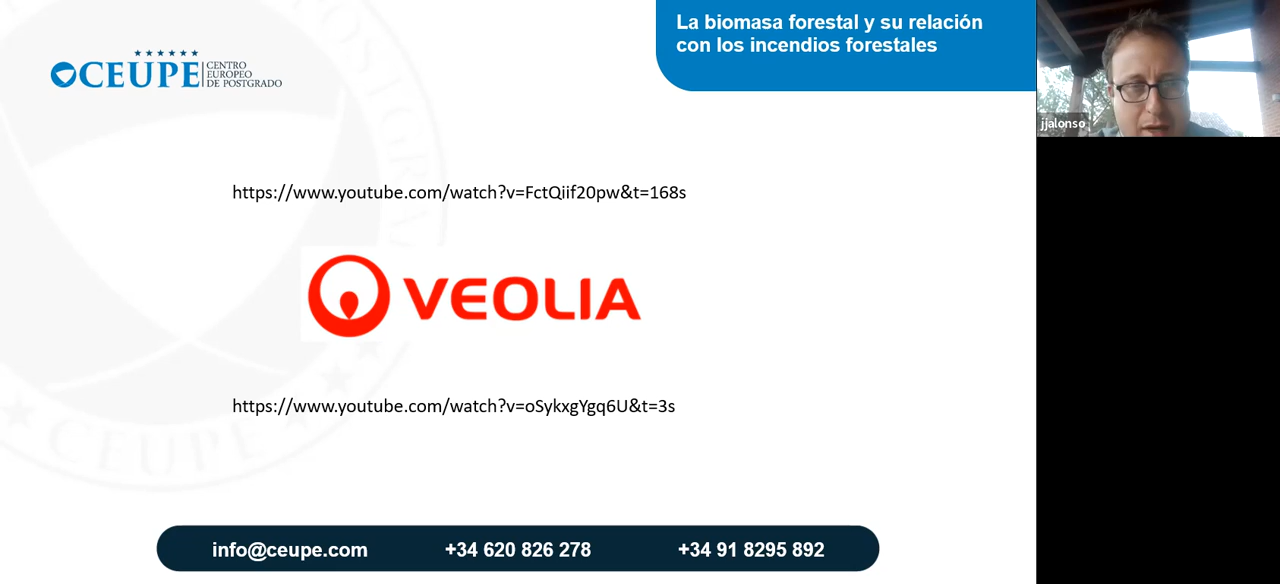 CEUPE
CENTRO
EUROPEO
DE POSTGRADO
La biomasa forestal y su relación
con los incendios forestales
jjalonso
https://www.youtube.com/watch?v=FctQiif20pw&t=168s
VEOLIA
https://www.youtube.com/watch?v=oSykxgYgq6U&t=3s
CEUPE
info@ceupe.com
+34 620 826 278
+34 91 8295 892